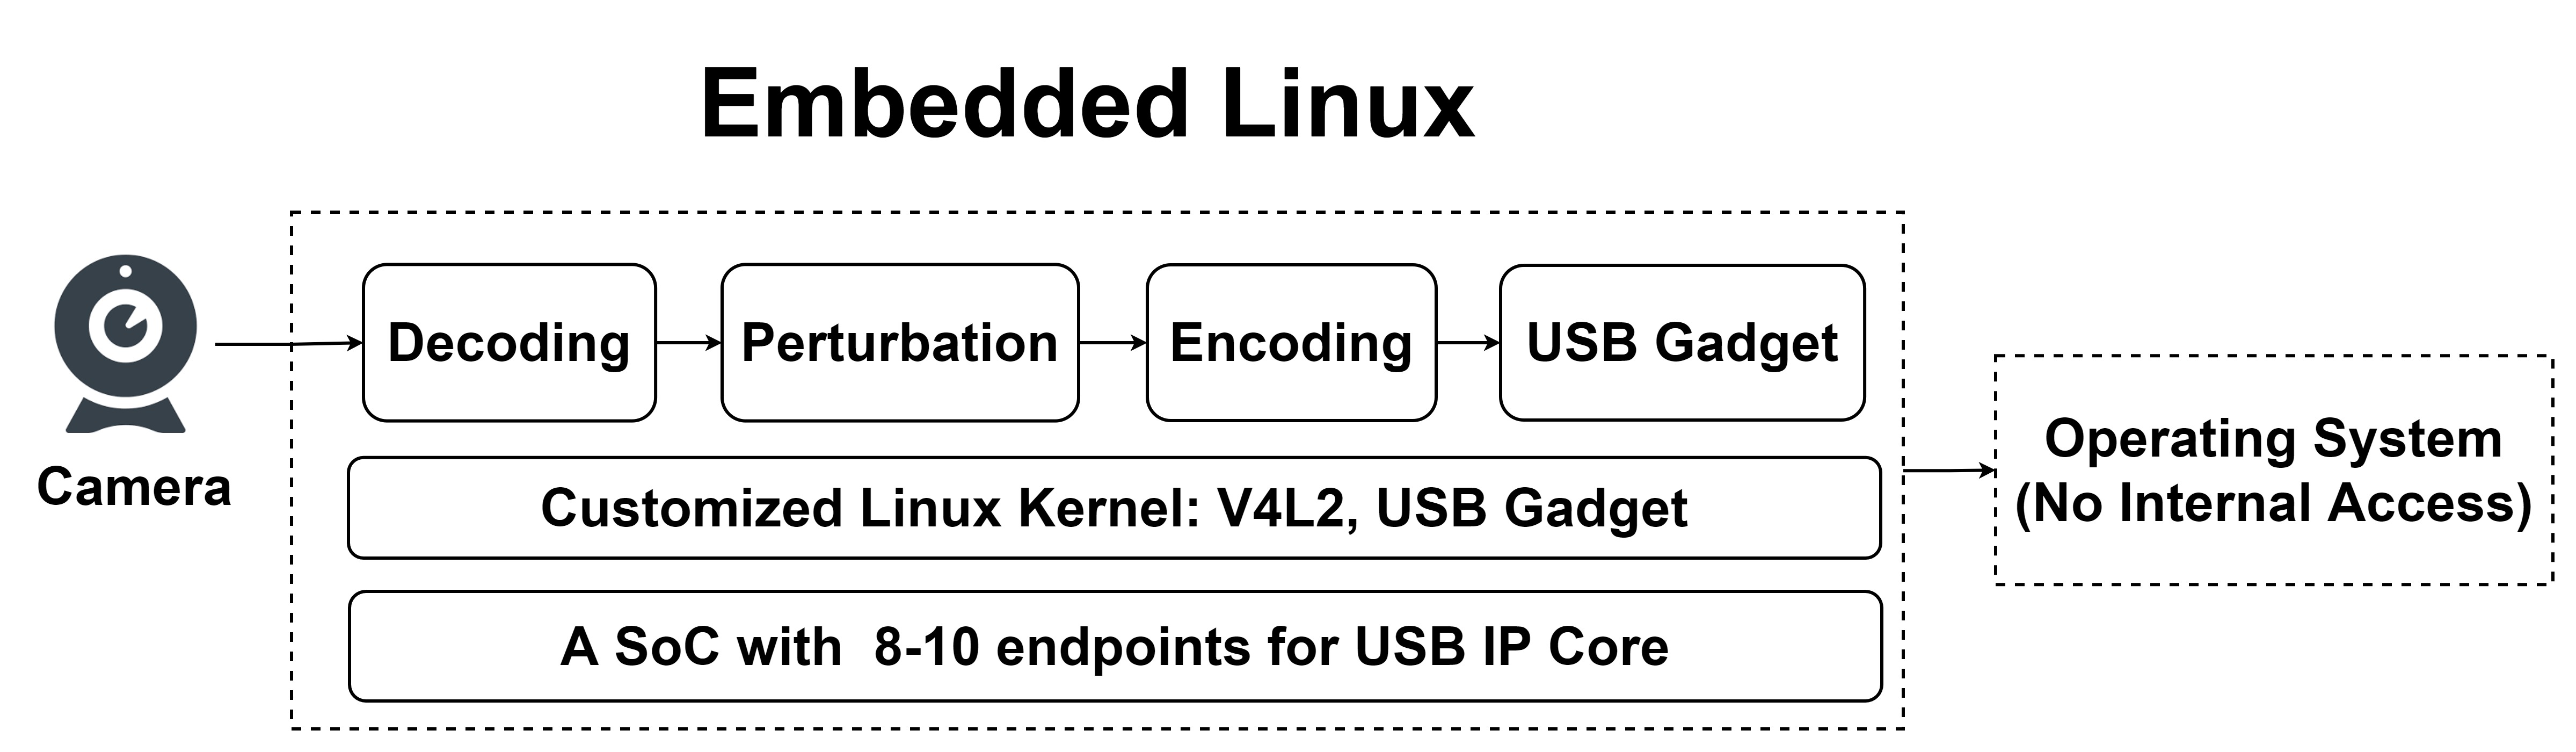 Embedded Linux
Decoding
Perturbation
Encoding
USB Gadget
Camera
Customized Linux Kernel: V4L2, USB Gadget
A SoC with  8-10 endpoints for USB IP Core
Operating System
(No Internal Access)